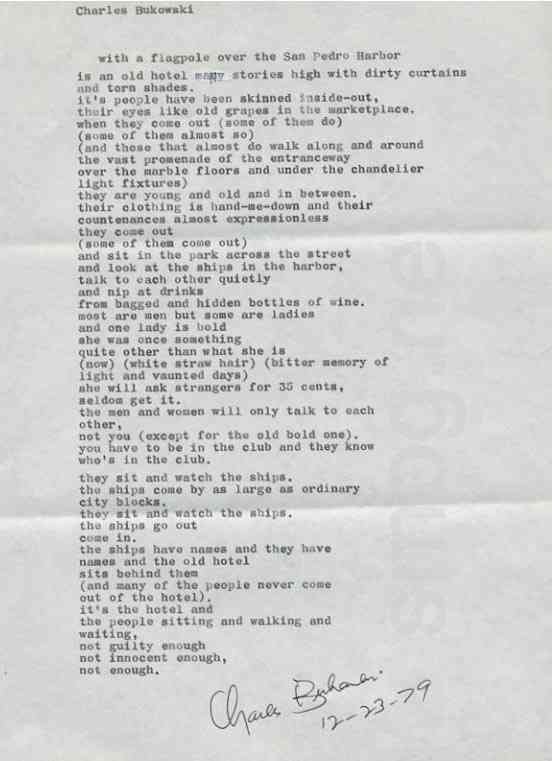 Charles Bukowski
with a flagpole over the San Pedro Harbor
is an old hotel many stories high with dirty curtains
and torn shades.
it's people have been skinned inside-out,
their eyes like old grapes in the marketplace.
when they come out (some of them do)
(some of them almost so)
(and those that almost do walk along and around
the vast promenade of the entranceway
over the marble floors and under the chandelier
light fixtures)
they are young and old and in between.
their clothing is hand-me-down and their
countenances almost expressionless
they come out
(some of them come out)
and sit in the park across the street
and look at the ships in the harbor,
talk to each other quietly
and nip at drinks
from bagged and hidden bottles of wine.
most are men but some are ladies
and one lady is bold
she was once something
quite other than what she is
(now) (white straw hair) (bitter memory of
light and vaunted days)
she will ask strangers for 35 cents,
seldom get it.
the men and women will only talk to each
other,
not you (except for the old bold one).
you have to be in the club and they know
who's in the club.
they sit and watch the ships.
the ships come by as large as ordinary
city blocks.
they sit and watch the ships.
the ships go out
come in.
the ships have names and they have
names and the old hotel
sits behind them
(and many of the people never come
out of the hotel).
it's the hotel and
the people sitting and walking and
waiting,
not guilty enough
not innocent enough,
not enough.
Charles Bukowski
12-23-79